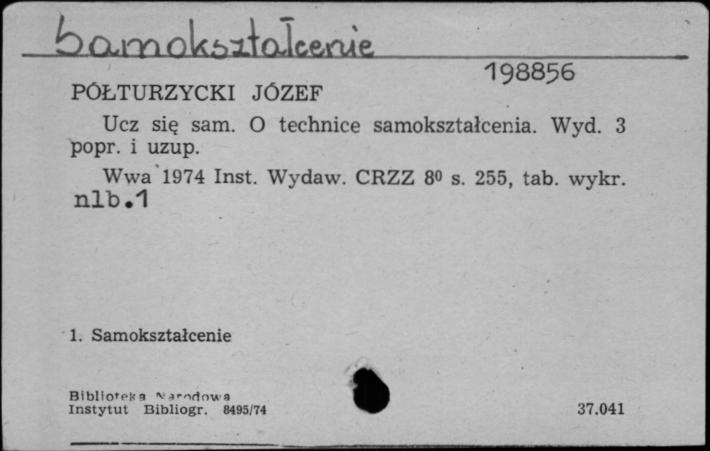 Samokształcenie
198856
PÓŁTURZYCKI JÓZEF
Ucz się sam. O technice samokształcenia. Wyd. 3
popr. i uzup.
Wwa 1974 Inst. Wydaw. CRZZ 8⁰ s. 255, tab. wykr.
nlb.1
1. Samokształcenie
Biblioteka Narodowa
Instytut Bibliogr. 8495/74
37.041